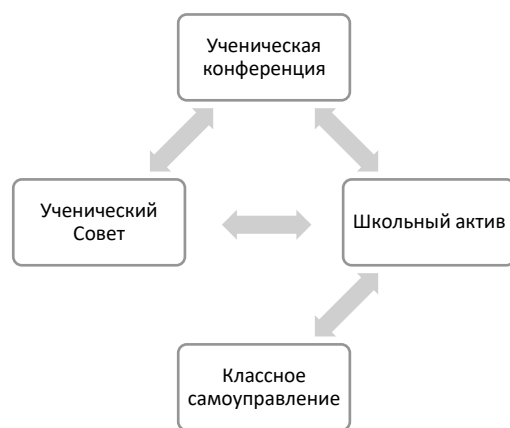 Ученическая
конференция
Ученический
Совет
Школьный актив
Классное
самоуправление